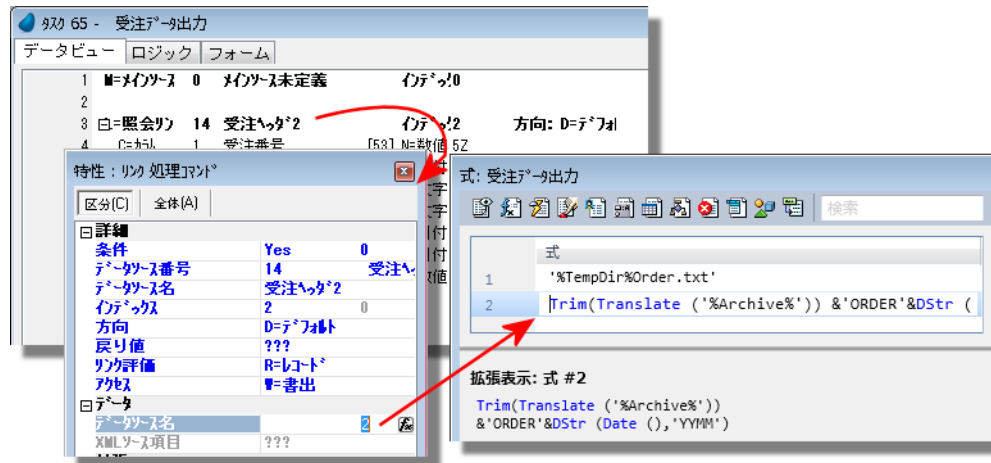 ﾀｽｸ 65 - 受注ﾃﾞｰﾀ出力
データビュー ロジック フォーム
1 M=ﾒｲﾝｿｰｽ 0 ﾒｲﾝｿｰｽ未定義 ｲﾝﾃﾞｯ:0
2
3 =照会ﾘﾝ 14 受注ﾍｯﾀﾞ2 ｲﾝﾃﾞｯ:2 方向: D=ﾃﾞﾌｫﾙ
4 C=ｶﾗﾑ 1 受注番号 [53] N=数値 5Z
特性 : ﾘﾝｸ 処理ｺﾏﾝﾄﾞ
区分(C) 全体(A)
詳細
条件 Yes 0
ﾃﾞｰﾀｿｰｽ番号 14 受注ﾍ
ﾃﾞｰﾀｿｰｽ名 受注ﾍｯﾀﾞ2
ｲﾝﾃﾞｯｸｽ 2 0
方向 D=ﾃﾞﾌｫﾙﾄ
戻り値 ???
ﾘﾝｸ評価 R=ﾚｺｰﾄﾞ
ｱｸｾｽ W=書出
ﾃﾞｰﾀ
ﾃﾞｰﾀｿｰｽ名 2
XMLｿｰｽ項目 ???
付
字
字
付
付
数値
式: 受注ﾃﾞｰﾀ出力
検索
式
1 '%TempDir%Order.txt'
2 Trim(Translate ('%Archive%')) &'ORDER'&DStr (
拡張表示: 式 #2
Trim(Translate ('%Archive%'))
&'ORDER'&DStr (Date (),'YYMM')